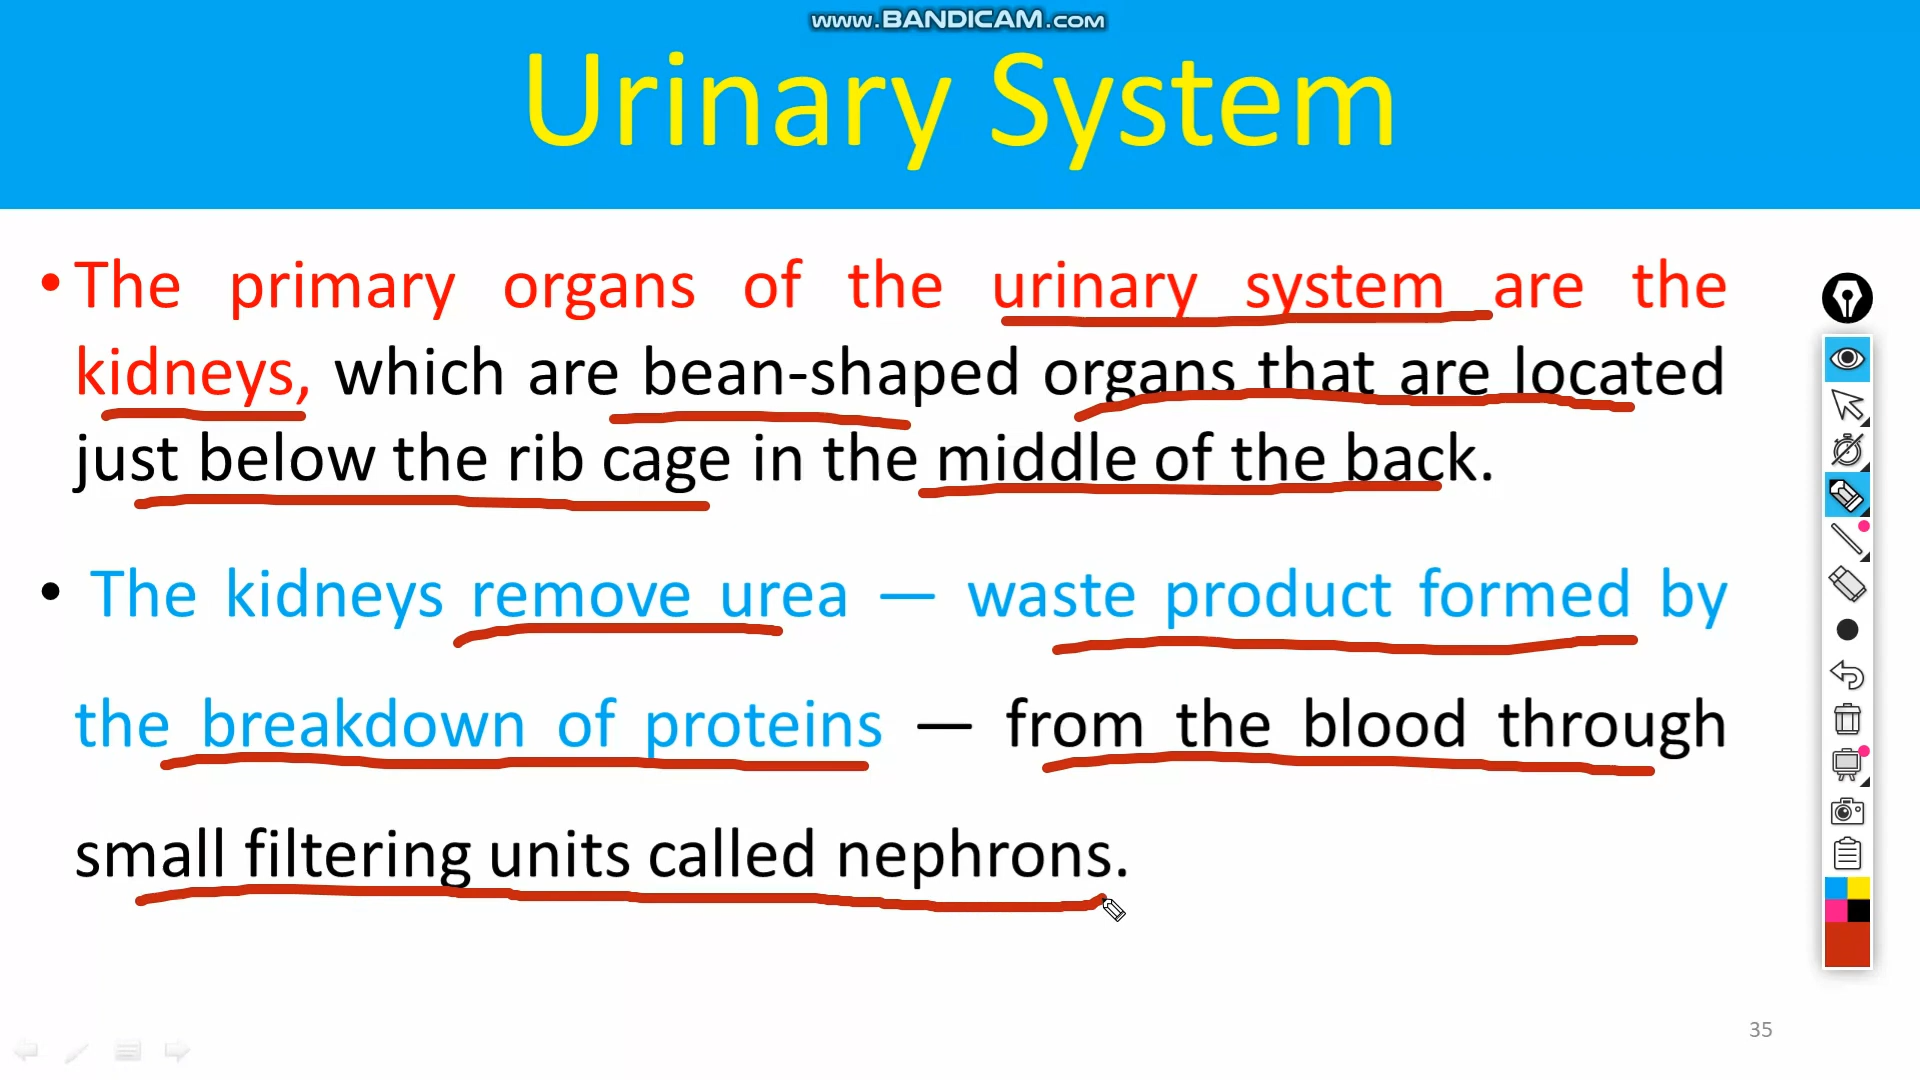 www.BANDICAM.com
Urinary System
• The primary organs of the urinary system are the
kidneys, which are bean-shaped organs that are located
just below the rib cage in the middle of the back.
• The kidneys remove urea — waste product formed by
the breakdown of proteins — from the blood through
small filtering units called nephrons.
35